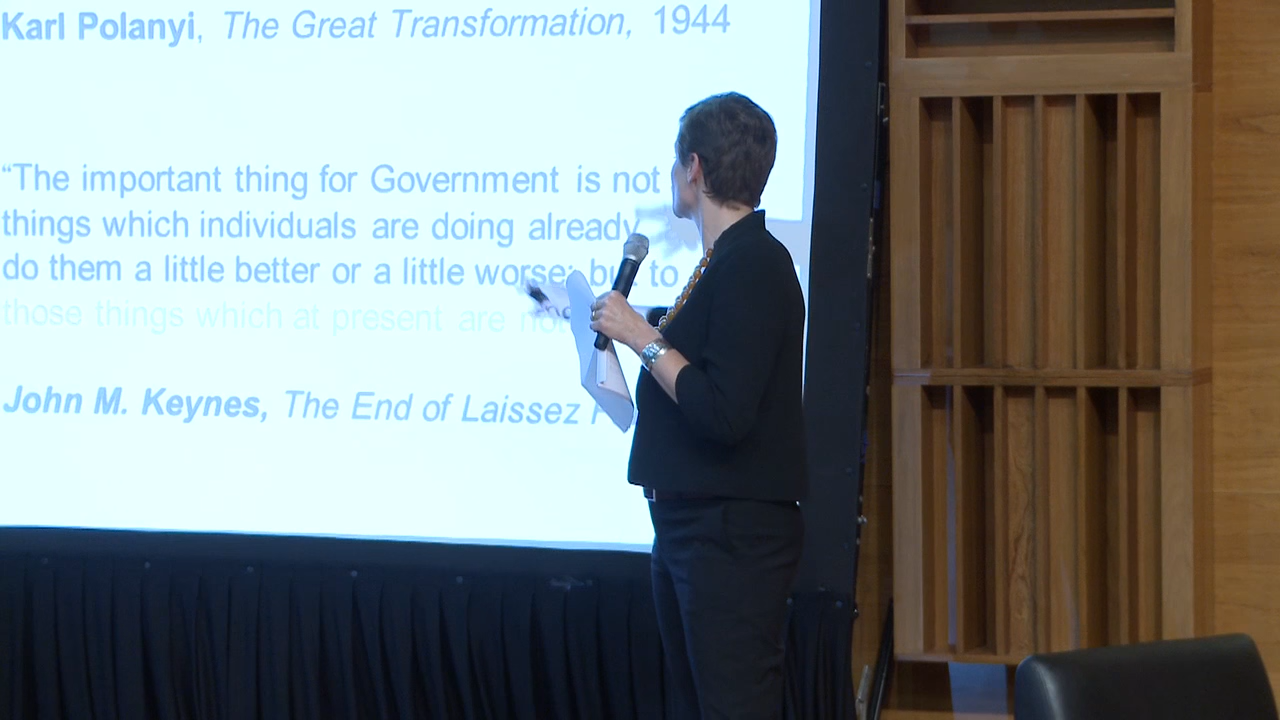 Karl Polanyi, The Great Transformation, 1944
“The important thing for Government is not
things which individuals are doing already
do them a little better or a little worse; but to
those things which at present are not
John M. Keynes, The End of Laissez F